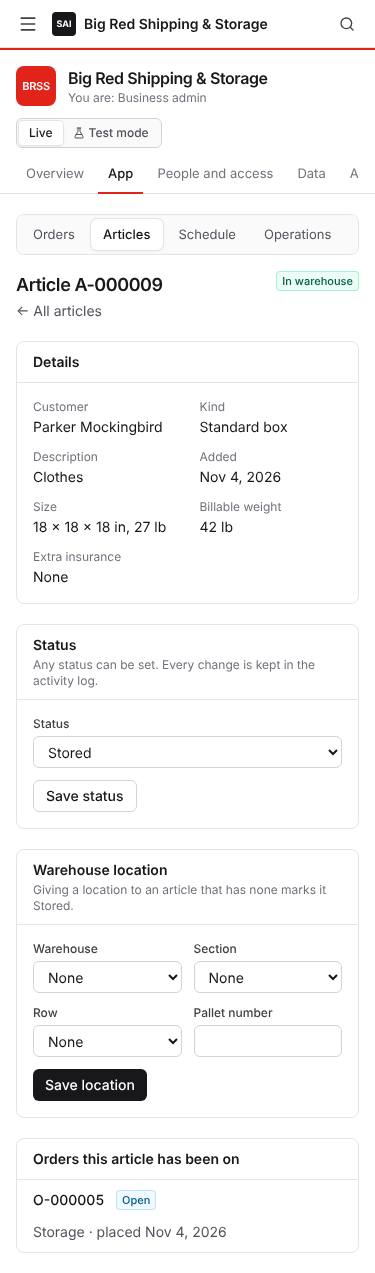 SAI Big Red Shipping & Storage
BRSS
Big Red Shipping & Storage
You are: Business admin
Live Test mode
Overview App People and access Data A
Orders Articles Schedule Operations
Article A-000009 In warehouse
← All articles
Details
Customer Kind
Parker Mockingbird Standard box
Description Added
Clothes Nov 4, 2026
Size Billable weight
18 × 18 × 18 in, 27 lb 42 lb
Extra insurance
None
Status
Any status can be set. Every change is kept in the
activity log.
Status
Stored
Save status
Warehouse location
Giving a location to an article that has none marks it
Stored.
Warehouse Section
None None
Row Pallet number
None
Save location
Orders this article has been on
O-000005 Open
Storage · placed Nov 4, 2026